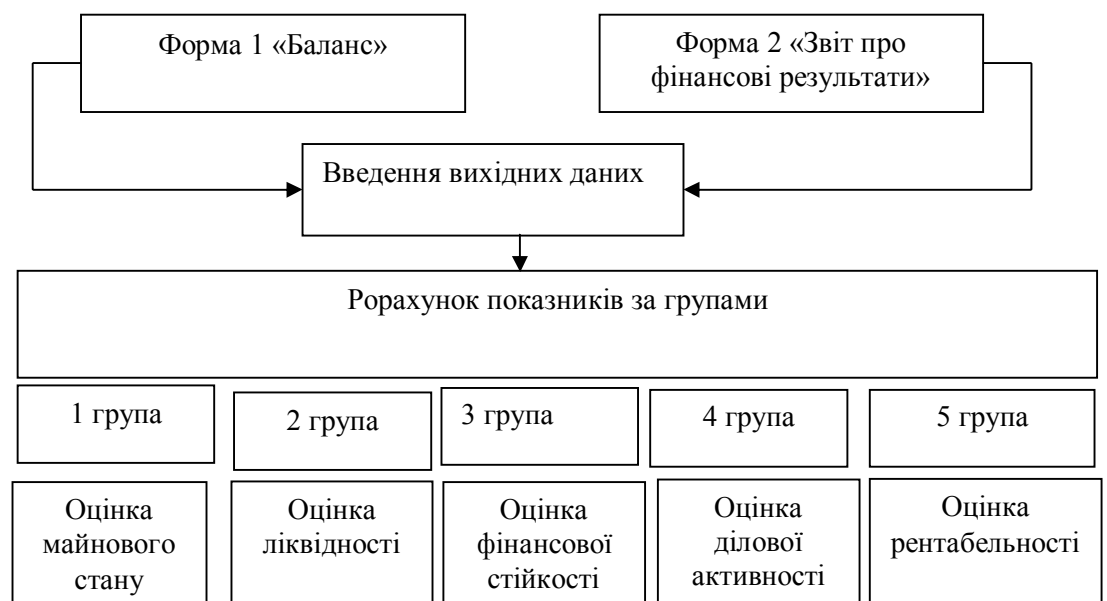 Форма 1 «Баланс»
Форма 2 «Звіт про
фінансові результати»
Введення вихідних даних
Рорахунок показників за групами
1 група
2 група
3 група
4 група
5 група
Оцінка
майнового
стану
Оцінка
ліквідності
Оцінка
фінансової
стійкості
Оцінка
ділової
активності
Оцінка
рентабельності